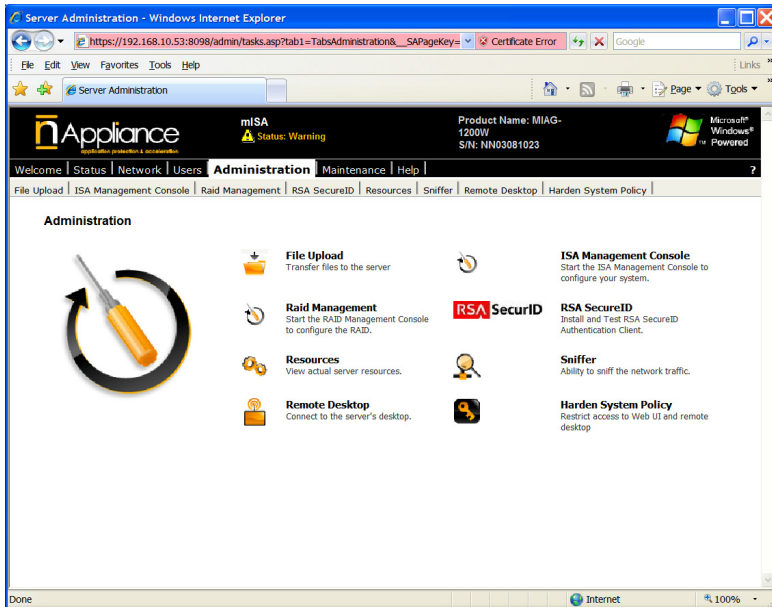 Server Administration - Windows Internet Explorer
https://192.168.10.53:8098/admin/tasks.asp?tab1=TabsAdministration&__SAPageKey= Certificate Error Google
File Edit View Favorites Tools Help Links »
Server Administration Page Tools »
nAppliance
application protection & acceleration
mISA
Status: Warning
Product Name: MIAG-
1200W
S/N: NN03081023
Microsoft®
Windows®
Powered
TM
Welcome | Status | Network | Users | Administration | Maintenance | Help | ?
File Upload | ISA Management Console | Raid Management | RSA SecureID | Resources | Sniffer | Remote Desktop | Harden System Policy |
Administration
File Upload
Transfer files to the server
ISA Management Console
Start the ISA Management Console to
configure your system.
Raid Management
Start the RAID Management Console
to configure the RAID.
RSA SecurID
RSA SecureID
Install and Test RSA SecureID
Authentication Client.
Resources
View actual server resources.
Sniffer
Ability to sniff the network traffic.
Remote Desktop
Connect to the server's desktop.
Harden System Policy
Restrict access to Web UI and remote
desktop
Done Internet 100%